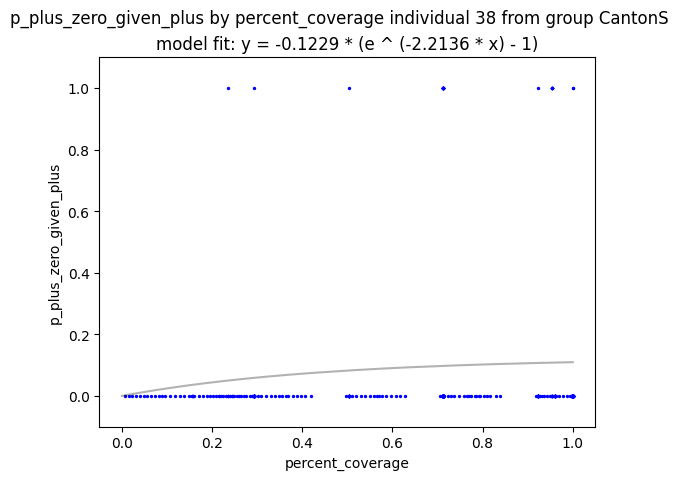 p_plus_zero_given_plus by percent_coverage individual 38 from group CantonS
model fit: y = -0.1229 * (e ^ (-2.2136 * x) - 1)
1.0
0.8
0.6
0.4
0.2
0.0
p_plus_zero_given_plus
0.0 0.2 0.4 0.6 0.8 1.0
percent_coverage